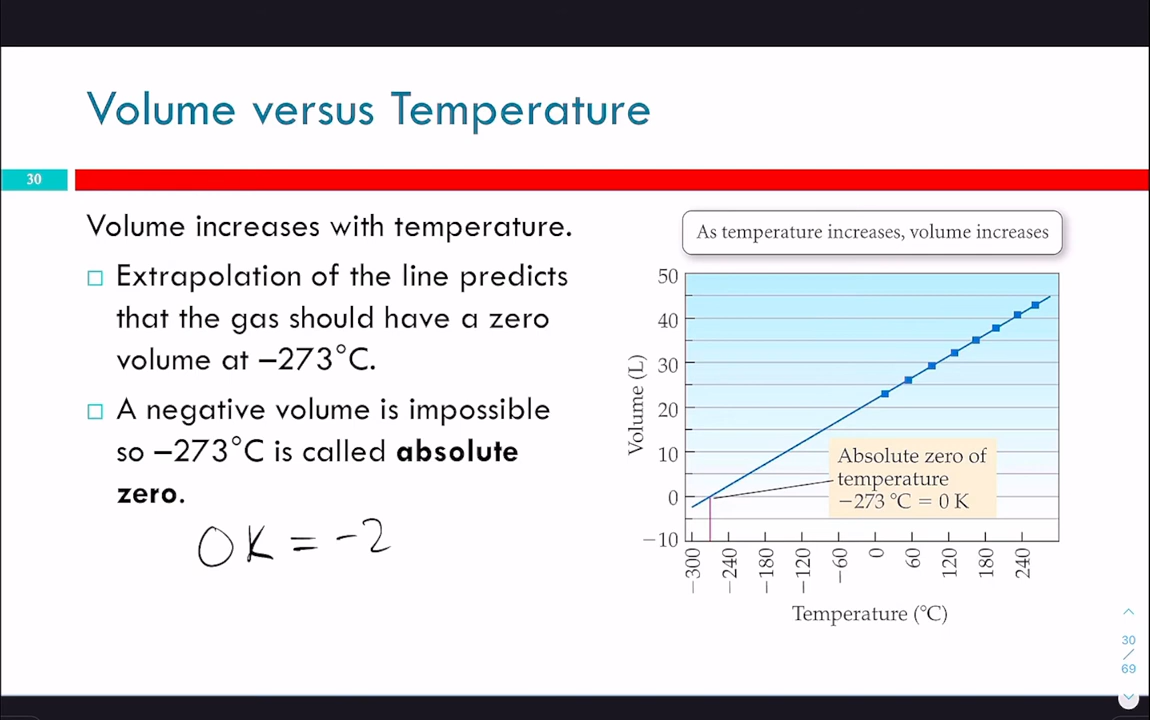 Volume versus Temperature
30
Volume increases with temperature.
□ Extrapolation of the line predicts
that the gas should have a zero
volume at –273°C.
□ A negative volume is impossible
so –273°C is called absolute
zero.
0 K = -2
As temperature increases, volume increases
50
40
30
20
10
0
−10
Volume (L)
Absolute zero of
temperature
−273 °C = 0 K
−300 −240 −180 −120 −60 0 60 120 180 240
Temperature (°C)
30
/
69